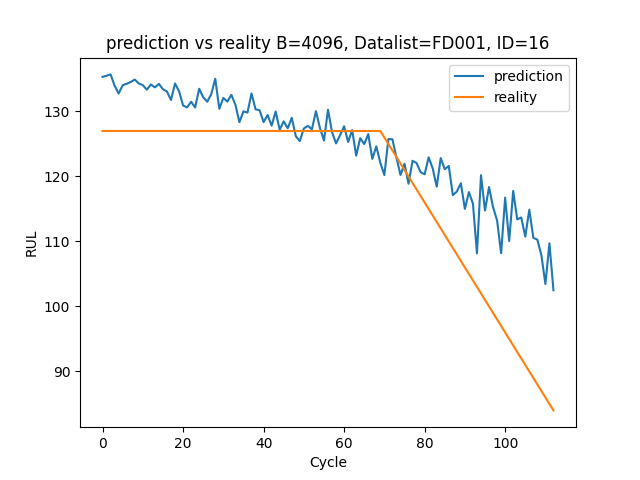 prediction vs reality B=4096, Datalist=FD001, ID=16
prediction
reality
RUL
130
120
110
100
90
0 20 40 60 80 100
Cycle